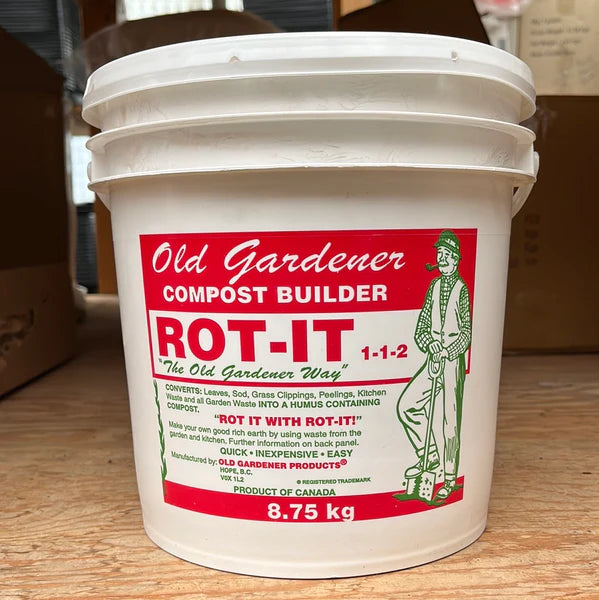 Old Gardener
COMPOST BUILDER
ROT-IT 1-1-2
"The Old Gardener Way"
CONVERTS: Leaves, Sod, Grass Clippings, Peelings, Kitchen
Waste and all Garden Waste INTO A HUMUS CONTAINING
COMPOST.
"ROT IT WITH ROT-IT!"
Make your own good rich earth by using waste from the
garden and kitchen. Further information on back panel.
QUICK • INEXPENSIVE • EASY
Manufactured by: OLD GARDENER PRODUCTS®
HOPE, B.C.
V0X 1L2
® REGISTERED TRADEMARK
PRODUCT OF CANADA
8.75 kg